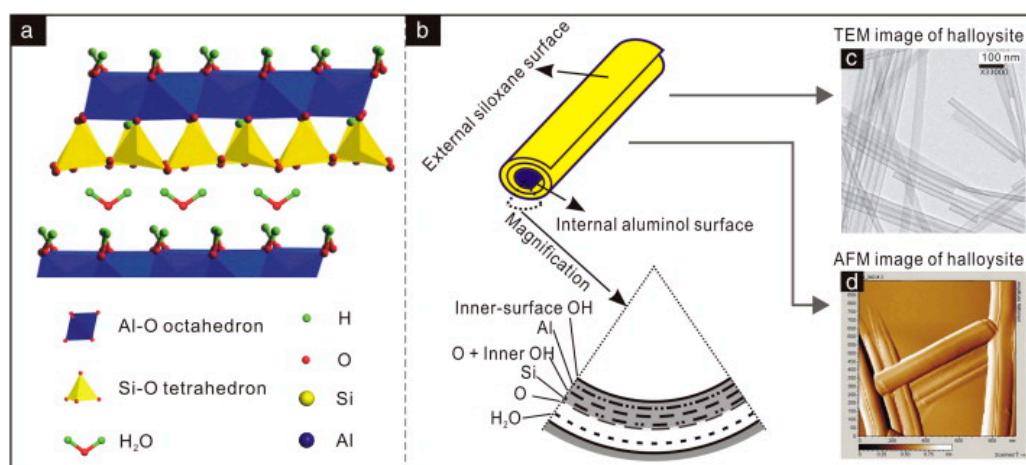 a
Al-O octahedron
Si-O tetrahedron
H₂O
H
O
Si
Al
b
External siloxane surface
Internal aluminol surface
Magnification
Inner-surface OH
Al
O + Inner OH
Si
O
H₂O
TEM image of halloysite
c
100 nm
X33000
AFM image of halloysite
d